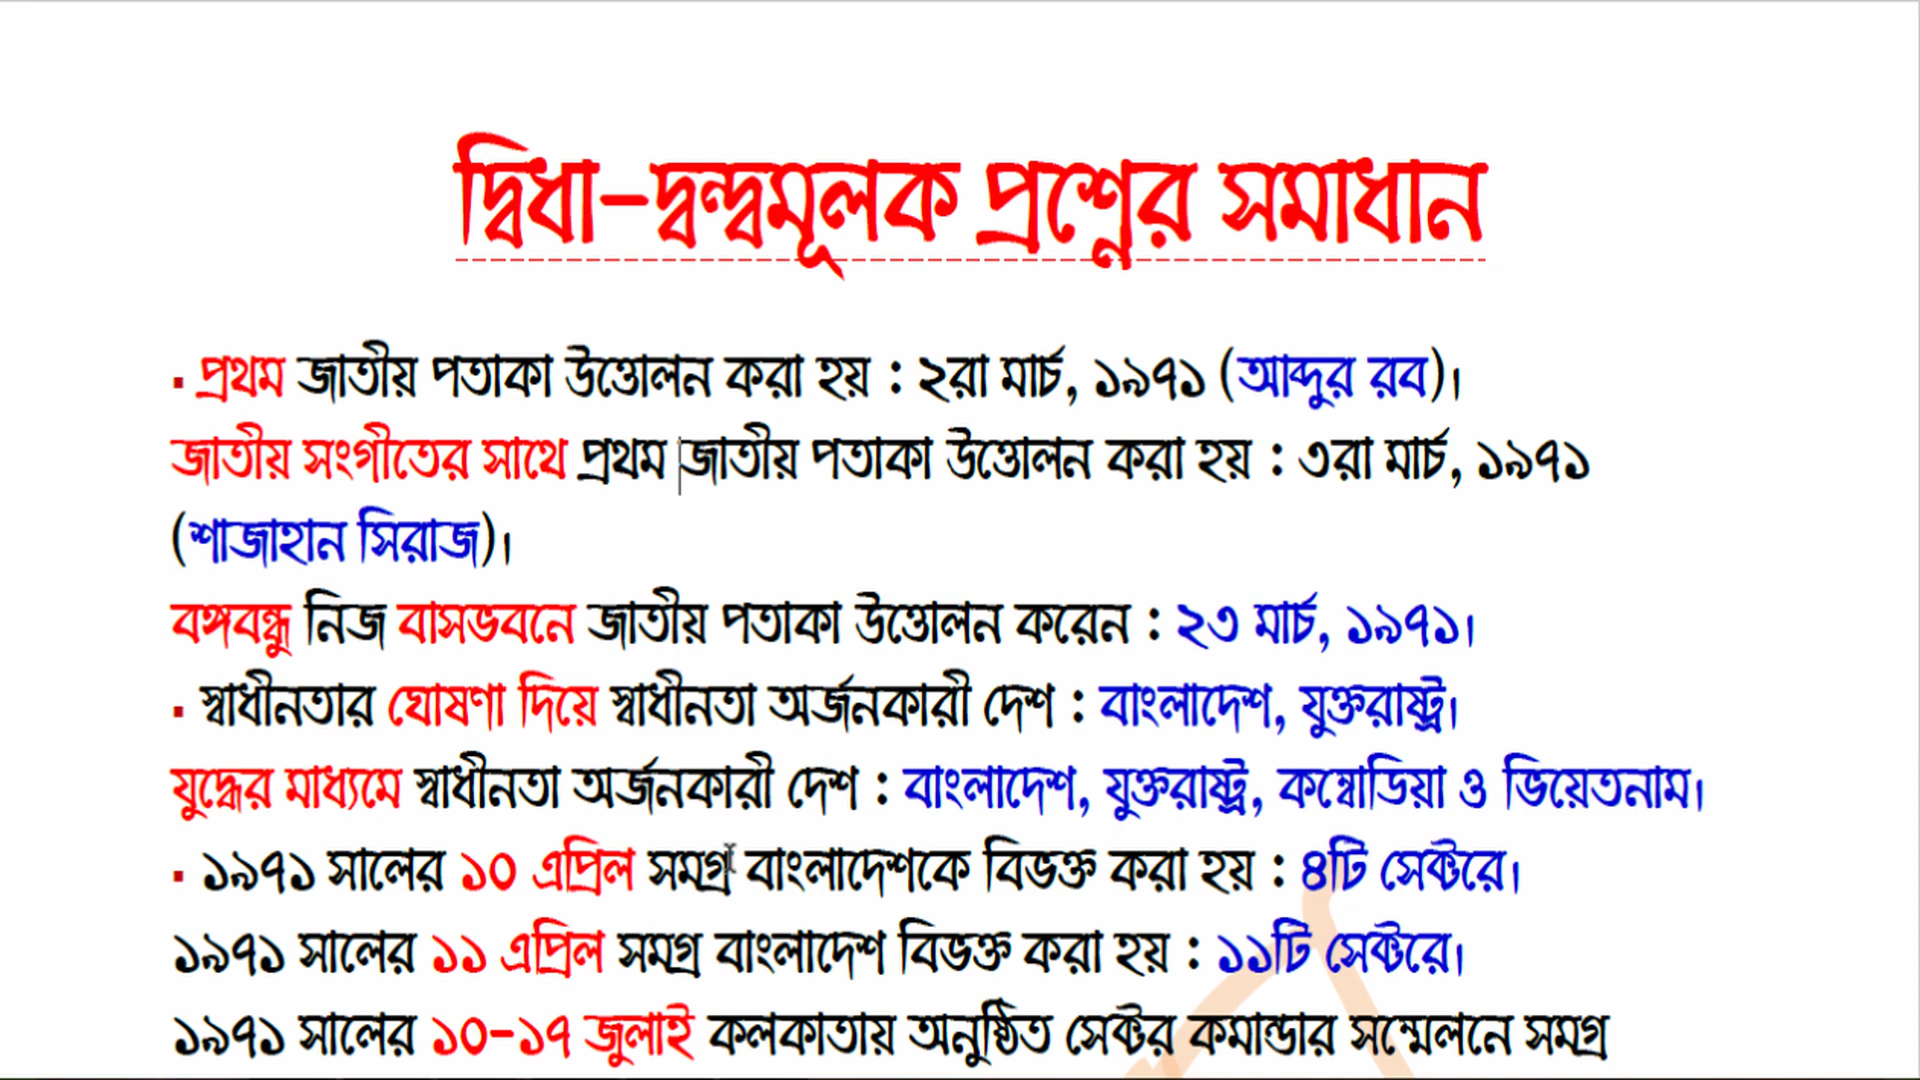 দ্বিধা-দ্বন্দ্বমূলক প্রশ্নের সমাধান
▪ প্রথম জাতীয় পতাকা উত্তোলন করা হয় : ২রা মার্চ, ১৯৭১ (আব্দুর রব)।
জাতীয় সংগীতের সাথে প্রথম জাতীয় পতাকা উত্তোলন করা হয় : ৩রা মার্চ, ১৯৭১
(শাজাহান সিরাজ)।
বঙ্গবন্ধু নিজ বাসভবনে জাতীয় পতাকা উত্তোলন করেন : ২৩ মার্চ, ১৯৭১।
▪ স্বাধীনতার ঘোষণা দিয়ে স্বাধীনতা অর্জনকারী দেশ : বাংলাদেশ, যুক্তরাষ্ট্র।
যুদ্ধের মাধ্যমে স্বাধীনতা অর্জনকারী দেশ : বাংলাদেশ, যুক্তরাষ্ট্র, কম্বোডিয়া ও ভিয়েতনাম।
▪ ১৯৭১ সালের ১০ এপ্রিল সমগ্র বাংলাদেশকে বিভক্ত করা হয় : ৪টি সেক্টরে।
১৯৭১ সালের ১১ এপ্রিল সমগ্র বাংলাদেশ বিভক্ত করা হয় : ১১টি সেক্টরে।
১৯৭১ সালের ১০-১৭ জুলাই কলকাতায় অনুষ্ঠিত সেক্টর কমান্ডার সম্মেলনে সমগ্র